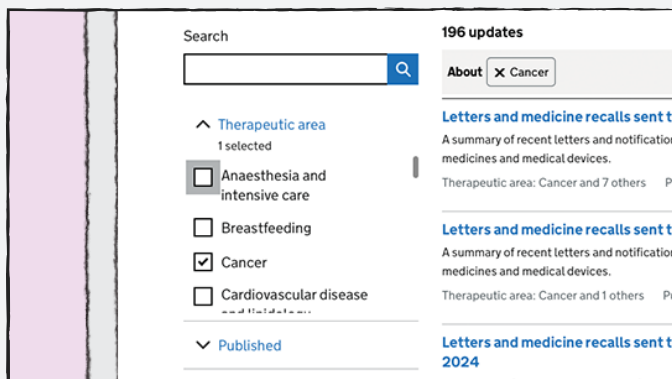 Search
Therapeutic area
1 selected
Anaesthesia and
intensive care
Breastfeeding
Cancer
Cardiovascular disease
Published
196 updates
About Cancer
Letters and medicine recalls sent t
A summary of recent letters and
medicines and medical devices.
Therapeutic area: Cancer and 7 others
Letters and medicine recalls sent t
A summary of recent letters and
medicines and medical devices.
Therapeutic area: Cancer and 1 others
Letters and medicine recalls sent t
2024